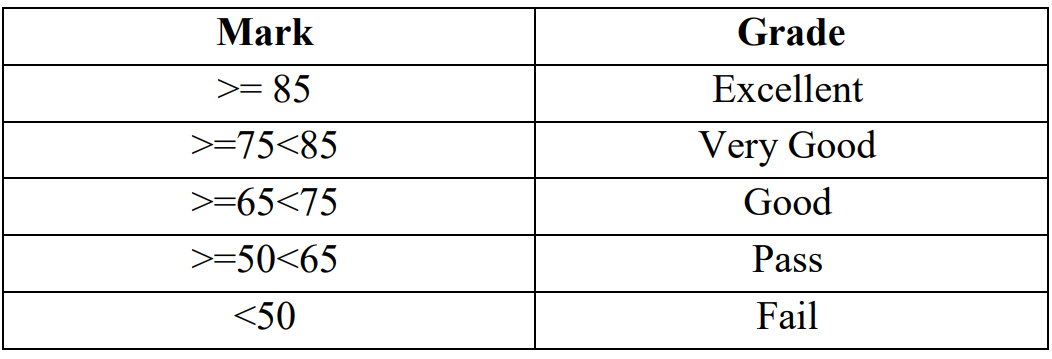 Mark Grade
>= 85 Excellent
>=75<85 Very Good
>=65<75 Good
>=50<65 Pass
<50 Fail